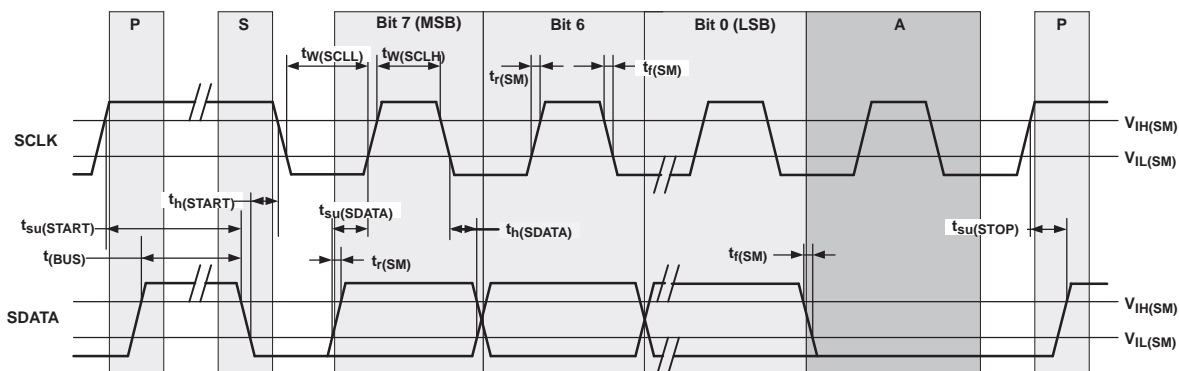 P S Bit 7 (MSB) Bit 6 Bit 0 (LSB) A P
tW(SCLL) tW(SCLH)
tr(SM) tf(SM)
SCLK
VIH(SM)
VIL(SM)
th(START)
tsu(SDATA)
tsu(START)
th(SDATA)
tsu(STOP)
t(BUS)
tr(SM)
tf(SM)
SDATA
VIH(SM)
VIL(SM)